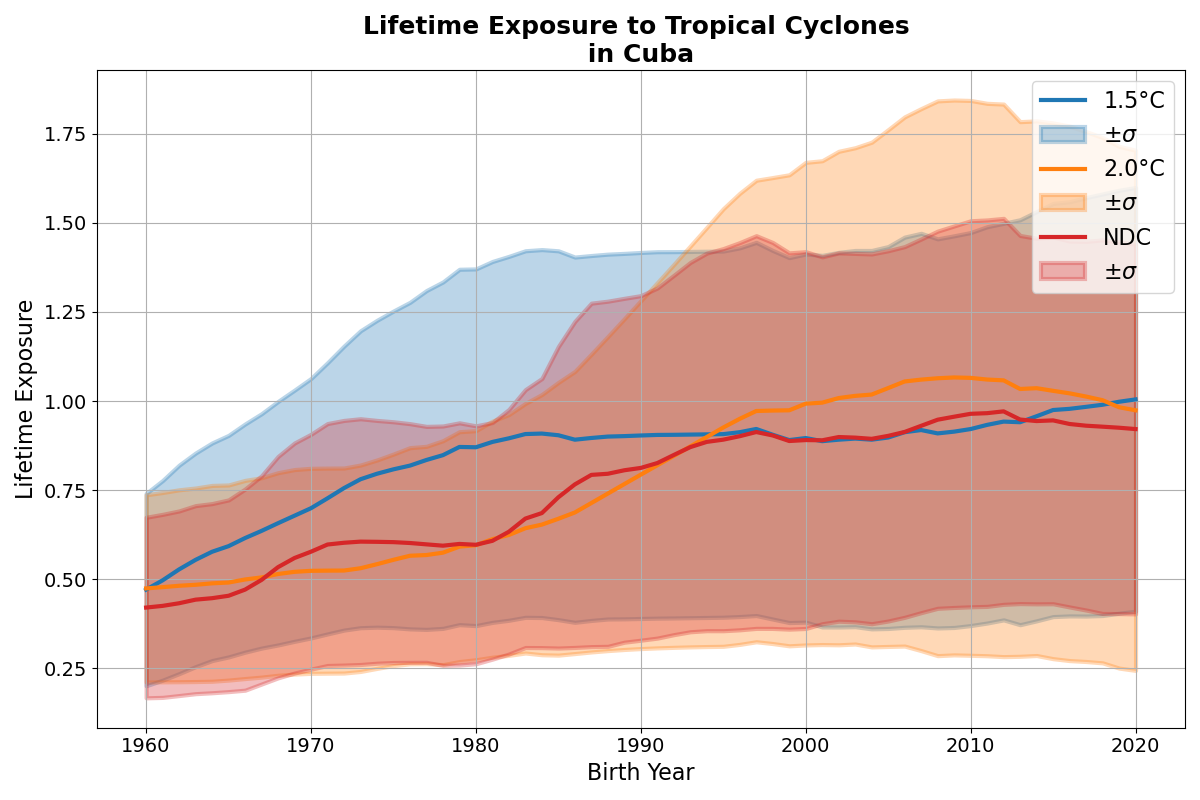 Lifetime Exposure to Tropical Cyclones
in Cuba
Lifetime Exposure
1.75
1.50
1.25
1.00
0.75
0.50
0.25
1960
1970
1980
1990
2000
2010
2020
Birth Year
1.5°C
±σ
2.0°C
±σ
NDC
±σ